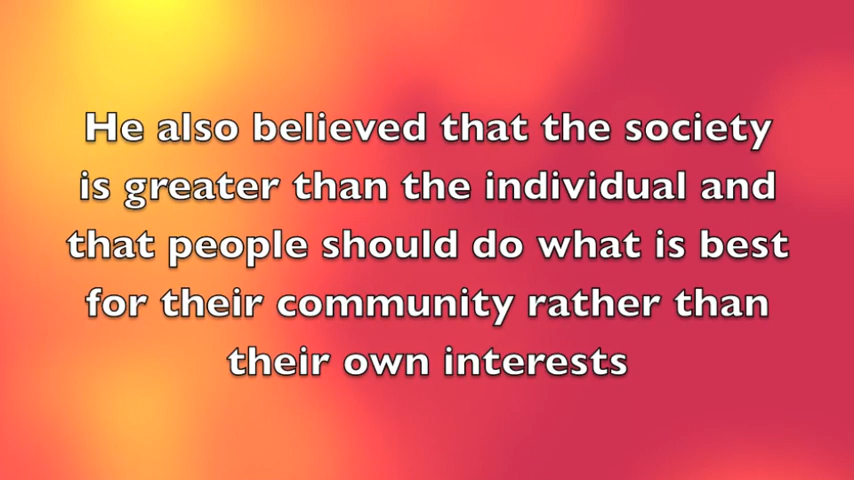 He also believed that the society
is greater than the individual and
that people should do what is best
for their community rather than
their own interests